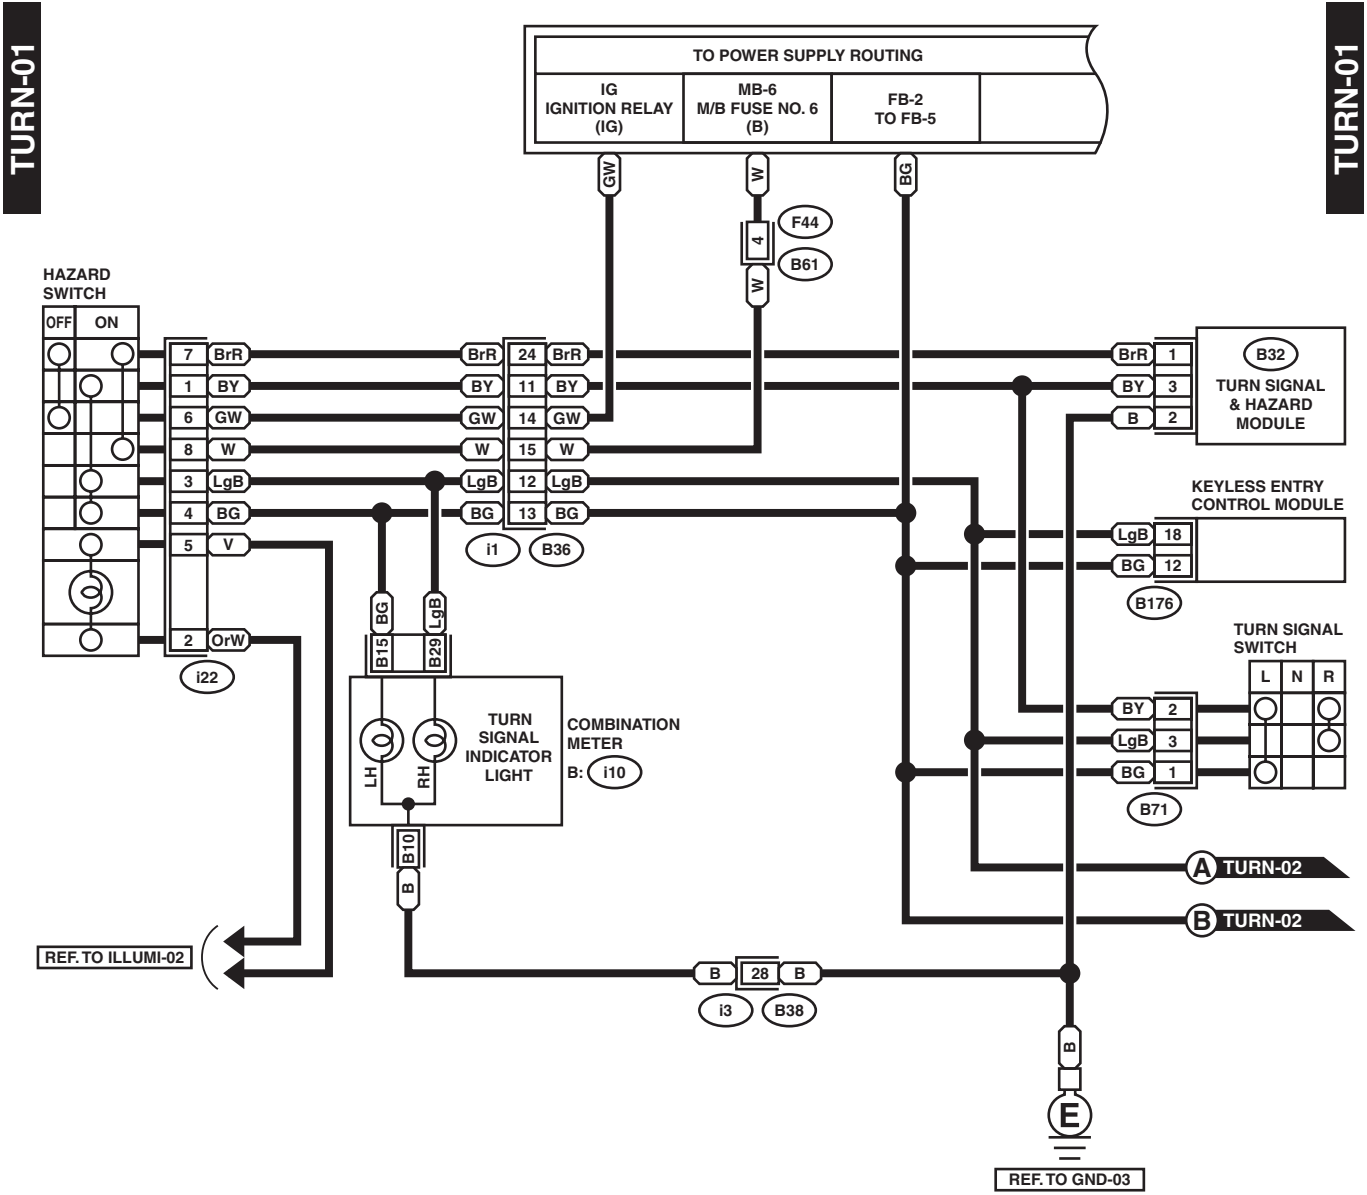 TURN-01
TURN-01
TO POWER SUPPLY ROUTING
IG
IGNITION RELAY
(IG)
MB-6
M/B FUSE NO. 6
(B)
FB-2
TO FB-5
GW
W
BG
4
F44
B61
W
HAZARD
SWITCH
OFF
ON
7 BrR
BrR 24 BrR
BrR 1
1 BY
BY 11 BY
BY 3
6 GW
GW 14 GW
B 2
8 W
W 15 W
3 LgB
LgB 12 LgB
4 BG
BG 13 BG
5 V
2 OrW
i22
i1
B36
B32
TURN SIGNAL
& HAZARD
MODULE
KEYLESS ENTRY
CONTROL MODULE
LgB 18
BG 12
B176
TURN SIGNAL
SWITCH
L N R
BY 2
LgB 3
BG 1
B71
BG
LgB
B15
B29
LH
RH
TURN
SIGNAL
INDICATOR
LIGHT
COMBINATION
METER
B: i10
B10
B
A TURN-02
B TURN-02
REF. TO ILLUMI-02
B 28 B
i3
B38
B
E
REF. TO GND-03